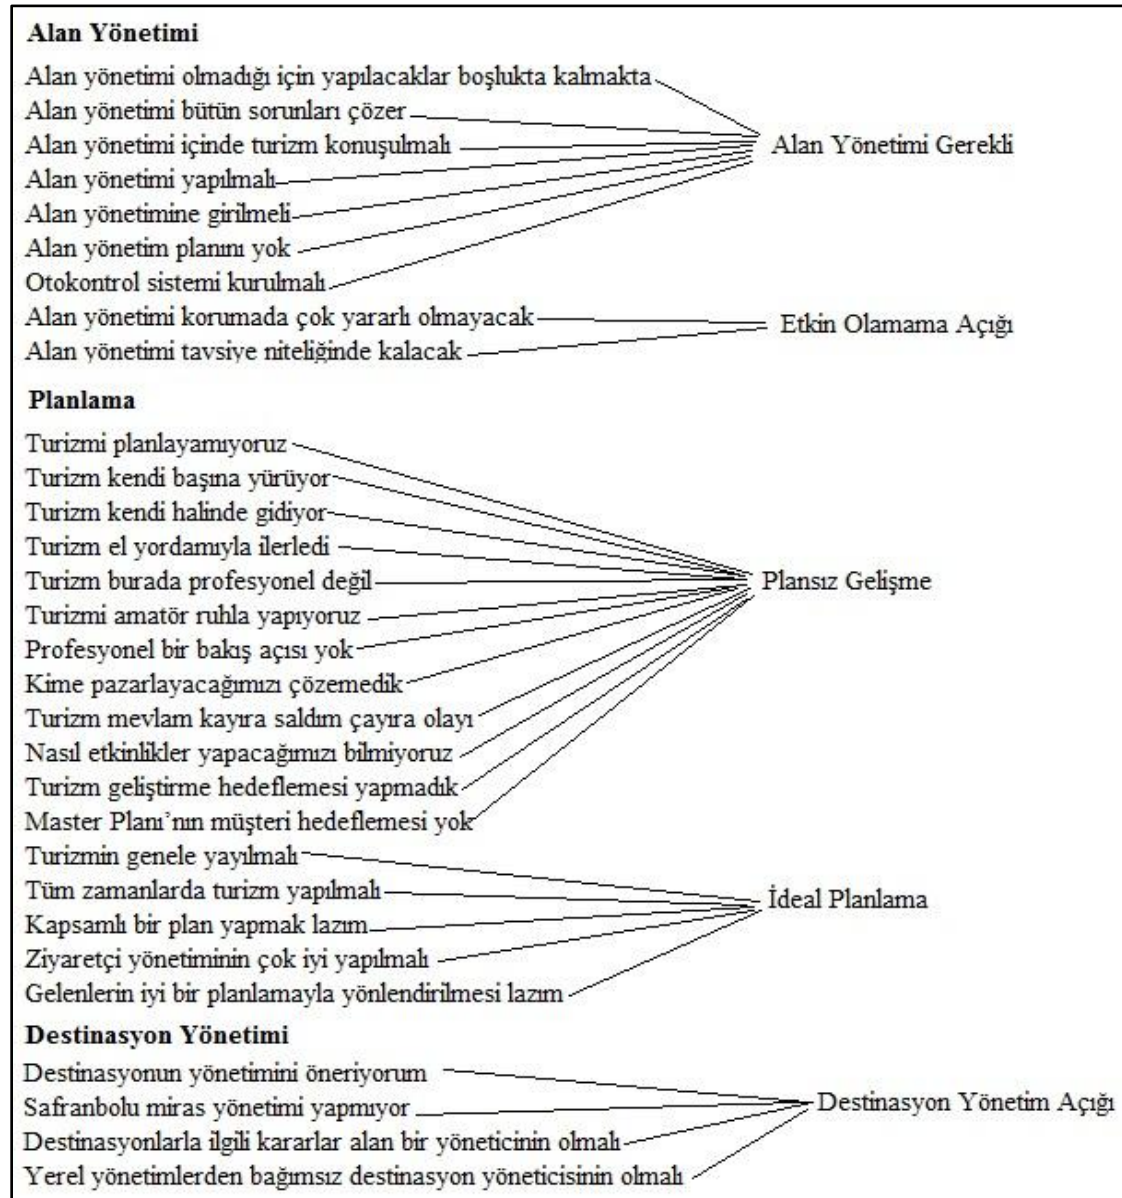 Alan Yönetimi
Alan yönetimi olmadığı için yapılacaklar boşlukta kalmakta
Alan yönetimi bütün sorunları çözer
Alan yönetimi içinde turizm konuşulmalı
Alan Yönetimi Gerekli
Alan yönetimi yapılmalı
Alan yönetimine girilmeli
Alan yönetim planını yok
Otokontrol sistemi kurulmalı
Alan yönetimi korumada çok yararlı olmayacak
Etkin Olamama Açığı
Alan yönetimi tavsiye niteliğinde kalacak
Planlama
Turizmi planlayamıyoruz
Turizm kendi başına yürüyor
Turizm kendi halinde gidiyor
Turizm el yordamıyla ilerledi
Turizm burada profesyonel değil
Plansız Gelişme
Turizmi amatör ruhla yapıyoruz
Profesyonel bir bakış açısı yok
Kime pazarlayacağımızı çözemedik
Turizm mevlam kayıra saldım çayıra olayı
Nasıl etkinlikler yapacağımızı bilmiyoruz
Turizm geliştirme hedeflemesi yapmadık
Master Planı’nın müşteri hedeflemesi yok
Turizmin genele yayılmalı
Tüm zamanlarda turizm yapılmalı
İdeal Planlama
Kapsamlı bir plan yapmak lazım
Ziyaretçi yönetiminin çok iyi yapılmalı
Gelenlerin iyi bir planlamayla yönlendirilmesi lazım
Destinasyon Yönetimi
Destinasyonun yönetimini öneriyorum
Safranbolu miras yönetimi yapmıyor
Destinasyon Yönetim Açığı
Destinasyonlarla ilgili kararlar alan bir yöneticinin olmalı
Yerel yönetimlerden bağımsız destinasyon yöneticisinin olmalı